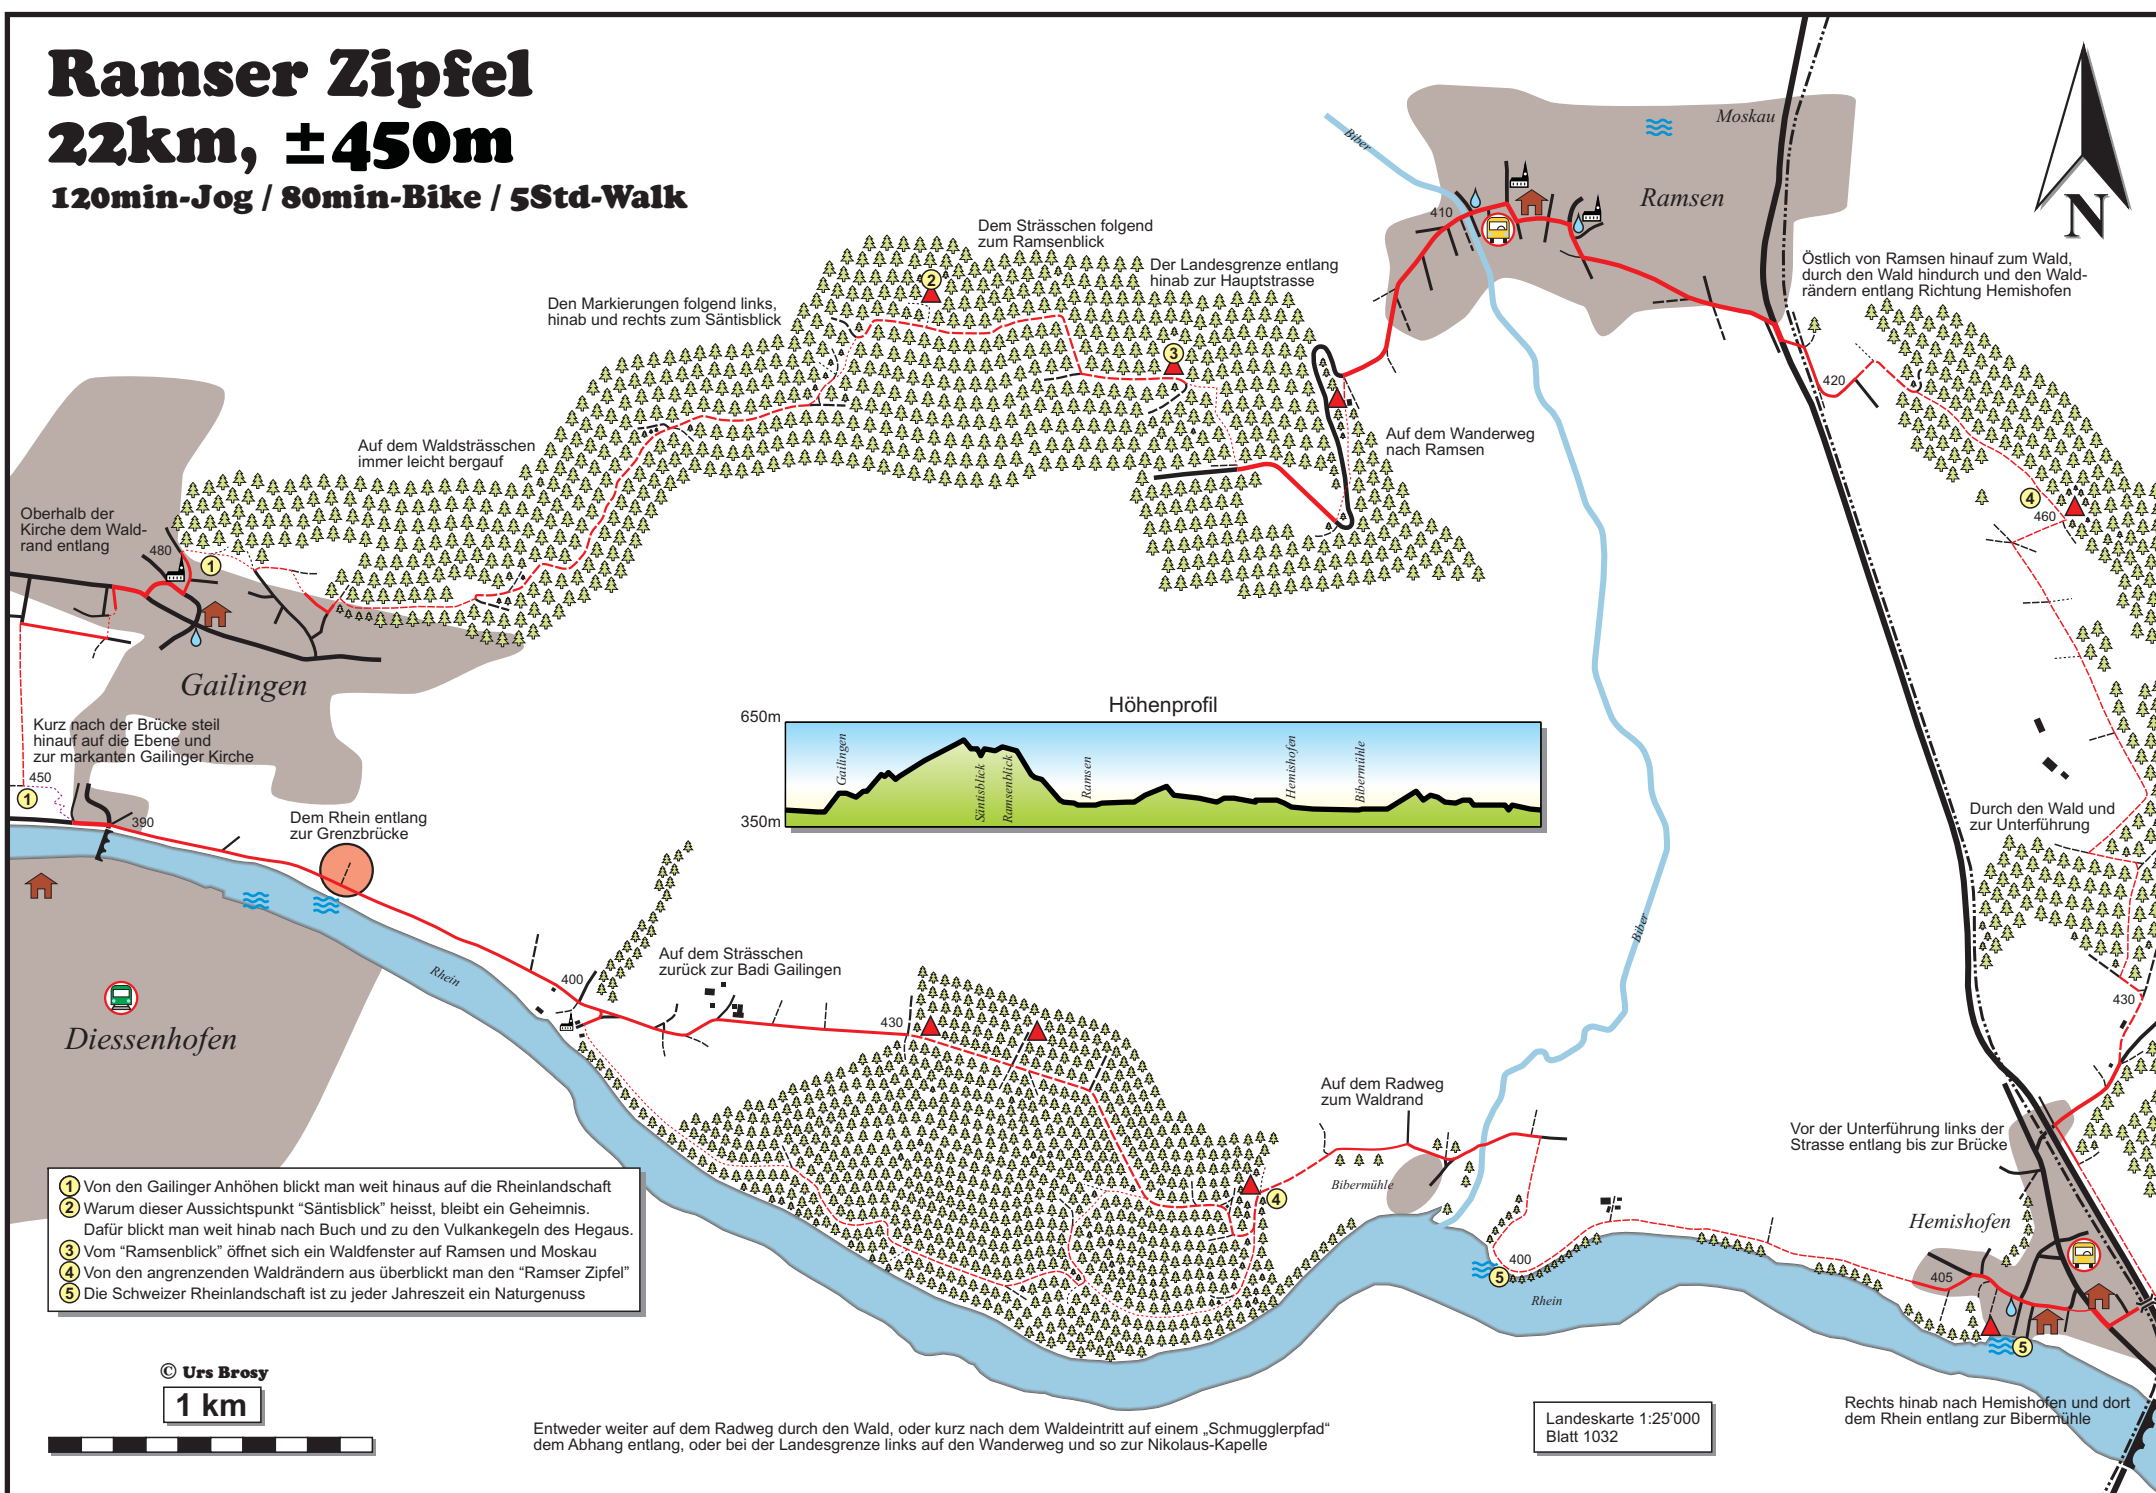 Ramser Zipfel
22km, ±450m
120min-Jog / 80min-Bike / 5Std-Walk
Moskau
Biber
Ramsen
410
N
Dem Strässchen folgend
zum Ramsenblick
Der Landesgrenze entlang
hinab zur Hauptstrasse
Östlich von Ramsen hinauf zum Wald,
durch den Wald hindurch und den Wald-
rändern entlang Richtung Hemishofen
2
Den Markierungen folgend links,
hinab und rechts zum Säntisblick
3
420
Auf dem Wanderweg
nach Ramsen
Auf dem Waldsträsschen
immer leicht bergauf
4
460
Oberhalb der
Kirche dem Wald-
rand entlang
480
1
Gailingen
Kurz nach der Brücke steil
hinauf auf die Ebene und
zur markanten Gailinger Kirche
450
1
390
Höhenprofil
650m
350m
Gailingen
Säntisblick
Ramsenblick
Ramsen
Hemishofen
Bibermühle
Dem Rhein entlang
zur Grenzbrücke
Durch den Wald und
zur Unterführung
Biber
Rhein
Auf dem Strässchen
zurück zur Badi Gailingen
400
430
430
Diessenhofen
Auf dem Radweg
zum Waldrand
Vor der Unterführung links der
Strasse entlang bis zur Brücke
Bibermühle
4
Hemishofen
400
5
405
Rhein
5
1 Von den Gailinger Anhöhen blickt man weit hinaus auf die Rheinlandschaft
2 Warum dieser Aussichtspunkt “Säntisblick” heisst, bleibt ein Geheimnis.
Dafür blickt man weit hinab nach Buch und zu den Vulkankegeln des Hegaus.
3 Vom “Ramsenblick” öffnet sich ein Waldfenster auf Ramsen und Moskau
4 Von den angrenzenden Waldrändern aus überblickt man den “Ramser Zipfel”
5 Die Schweizer Rheinlandschaft ist zu jeder Jahreszeit ein Naturgenuss
© Urs Brosy
1 km
Entweder weiter auf dem Radweg durch den Wald, oder kurz nach dem Waldeintritt auf einem „Schmugglerpfad“
dem Abhang entlang, oder bei der Landesgrenze links auf den Wanderweg und so zur Nikolaus-Kapelle
Landeskarte 1:25'000
Blatt 1032
Rechts hinab nach Hemishofen und dort
dem Rhein entlang zur Bibermühle